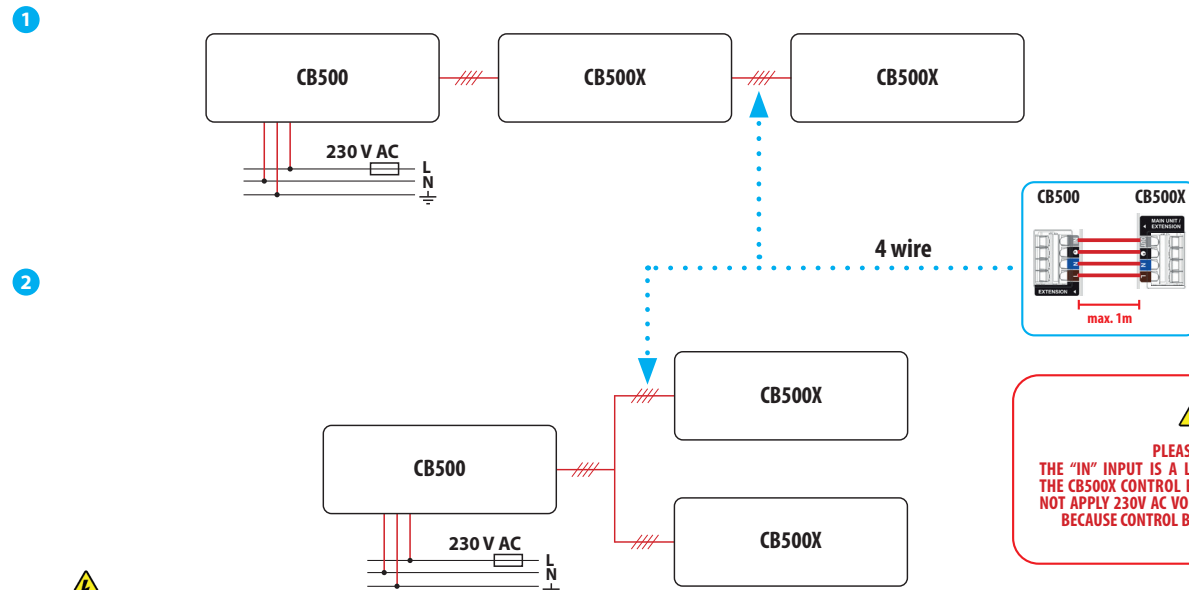 1
CB500
CB500X
CB500X
230 V AC
L
N
CB500
CB500X
MAIN UNIT /
EXTENSION
N
N
L
L
EXTENSION
max. 1m
4 wire
2
CB500X
CB500
CB500X
230 V AC
L
N
PLEAS
THE “IN” INPUT IS A L
THE CB500X CONTROL
NOT APPLY 230V AC VO
BECAUSE CONTROL B